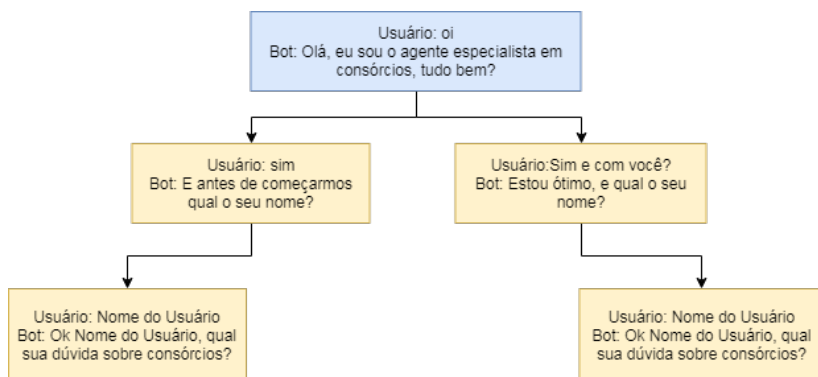 Usuário: oi
Bot: Olá, eu sou o agente especialista em
consórcios, tudo bem?
Usuário: sim
Bot: E antes de começarmos
qual o seu nome?
Usuário:Sim e com você?
Bot: Estou ótimo, e qual o seu
nome?
Usuário: Nome do Usuário
Bot: Ok Nome do Usuário, qual
sua dúvida sobre consórcios?
Usuário: Nome do Usuário
Bot: Ok Nome do Usuário, qual
sua dúvida sobre consórcios?